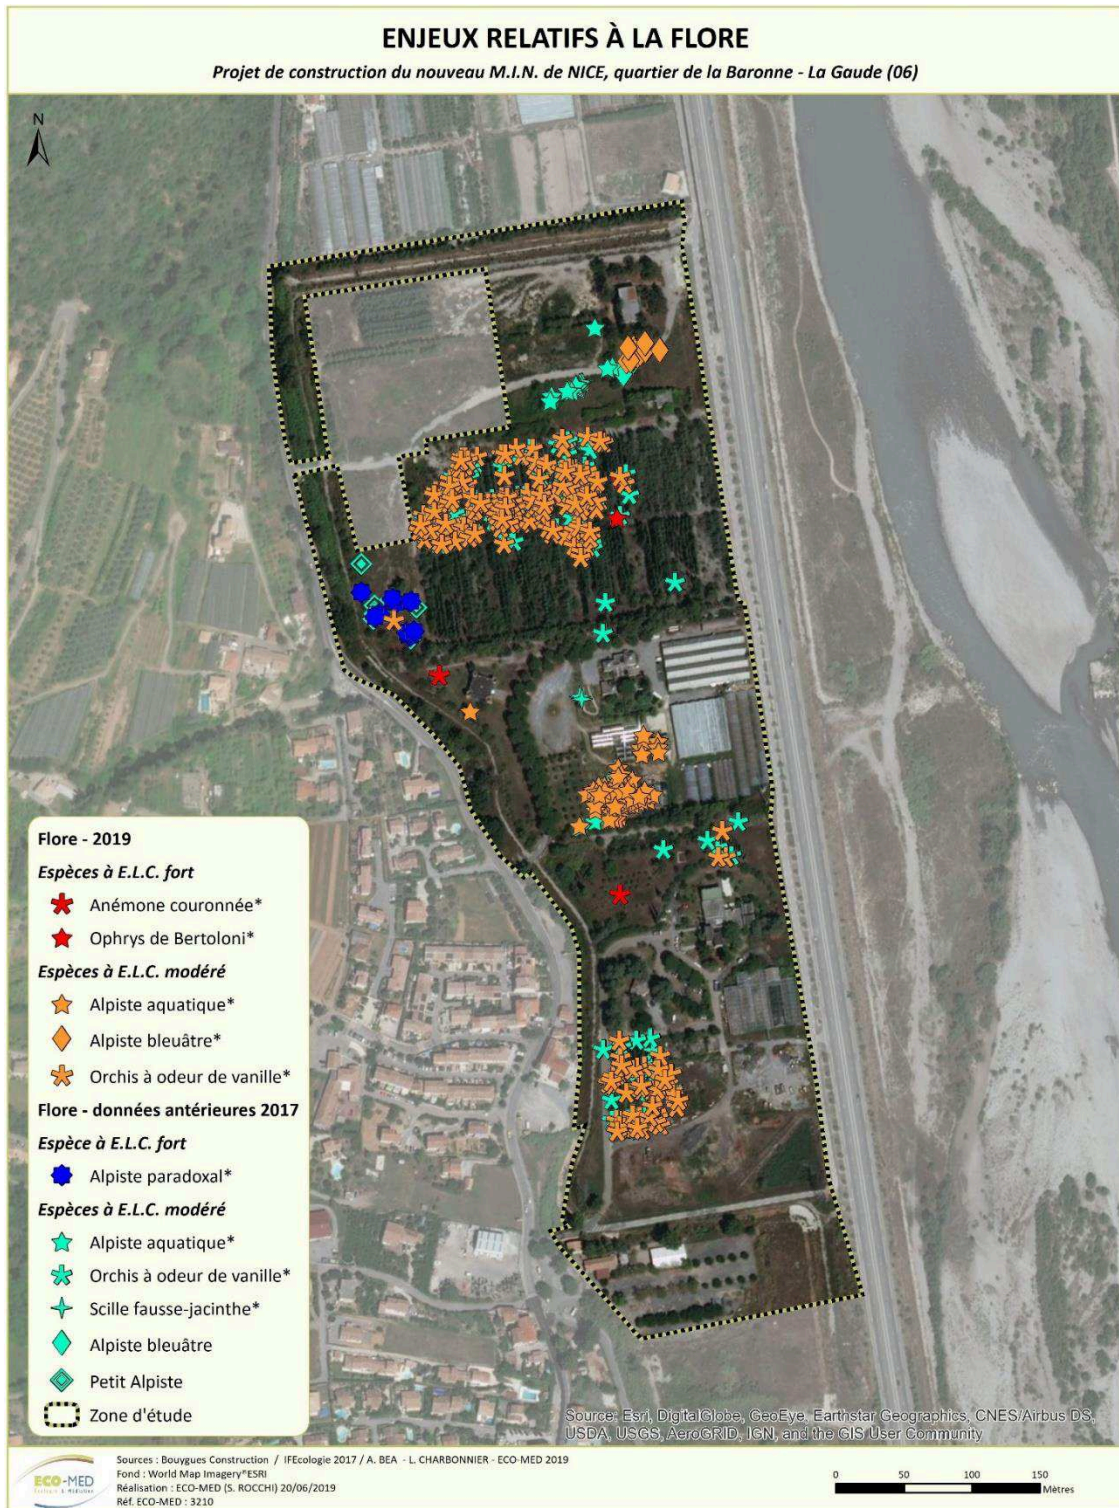 ENJEUX RELATIFS À LA FLORE
Projet de construction du nouveau M.I.N. de NICE, quartier de la Baronne - La Gaude (06)
N
Flore - 2019
Espèces à E.L.C. fort
Anémone couronnée*
Ophrys de Bertoloni*
Espèces à E.L.C. modéré
Alpiste aquatique*
Alpiste bleuâtre*
Orchis à odeur de vanille*
Flore - données antérieures 2017
Espèce à E.L.C. fort
Alpiste paradoxal*
Espèces à E.L.C. modéré
Alpiste aquatique*
Orchis à odeur de vanille*
Scille fausse-jacinthe*
Alpiste bleuâtre
Petit Alpiste
Zone d'étude
Source: Esri, DigitalGlobe, GeoEye, Earthstar Geographics, CNES/Airbus DS,
USDA, USGS, AeroGRID, IGN, and the GIS User Community
ECO-MED
Ecologie & Médiation
Sources : Bouygues Construction / IFEcologie 2017 / A. BEA - L. CHARBONNIER - ECO-MED 2019
Fond : World Map Imagery®ESRI
Réalisation : ECO-MED (S. ROCCHI) 20/06/2019
Réf. ECO-MED : 3210
0 50 100 150
Mètres